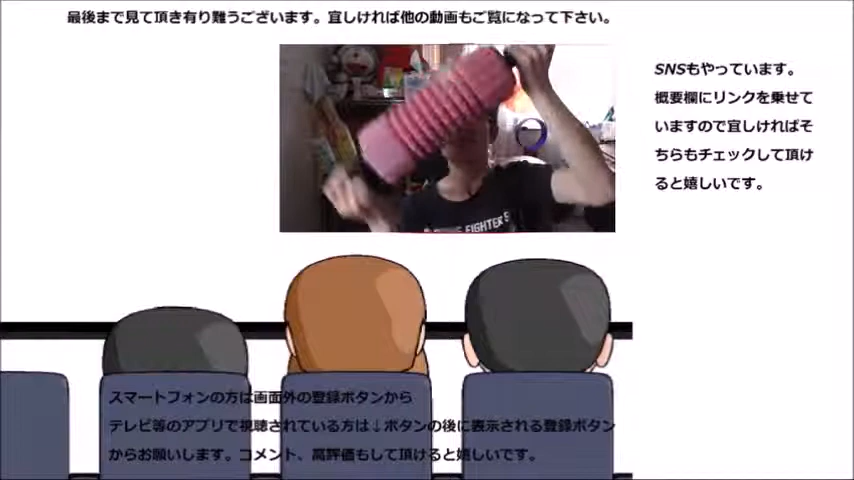 最後まで見て頂き有り難うございます。宜しければ他の動画もご覧になって下さい。
SNSもやっています。
概要欄にリンクを乗せて
いますので宜しければそ
ちらもチェックして頂け
ると嬉しいです。
FIGHTER'S
スマートフォンの方は画面外の登録ボタンから
テレビ等のアプリで視聴されている方は↓ボタンの後に表示される登録ボタン
からお願いします。コメント、高評価もして頂けると嬉しいです。